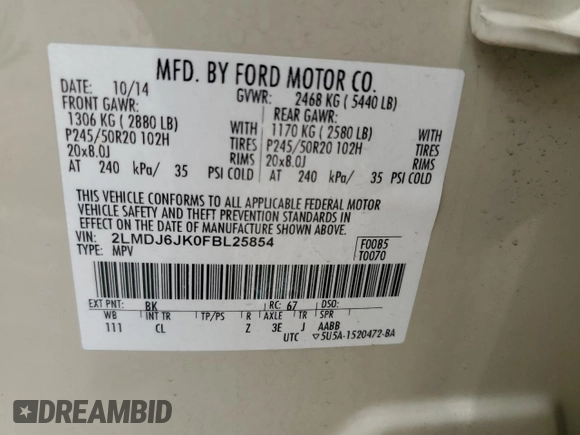 MFD. BY FORD MOTOR CO.
DATE: 10/14 GVWR: 2468 KG ( 5440 LB)
FRONT GAWR: REAR GAWR:
1306 KG ( 2880 LB) WITH 1170 KG ( 2580 LB) WITH
P245/50R20 102H TIRES P245/50R20 102H TIRES
20x8.0J RIMS 20x8.0J RIMS
AT 240 kPa/ 35 PSI COLD AT 240 kPa/ 35 PSI COLD
THIS VEHICLE CONFORMS TO ALL APPLICABLE FEDERAL MOTOR
VEHICLE SAFETY AND THEFT PREVENTION STANDARDS IN
EFFECT ON THE DATE OF MANUFACTURE SHOWN ABOVE.
VIN: 2LMDJ6JK0FBL25854 F0085
TYPE: MPV T0070
EXT PNT: BK RC: 67 DSO:
WB INT TR TP/PS R AXLE TR SPR
111 CL Z 3E J AABB
UTC ▽5U5A-1520472-BA
DREAMBID